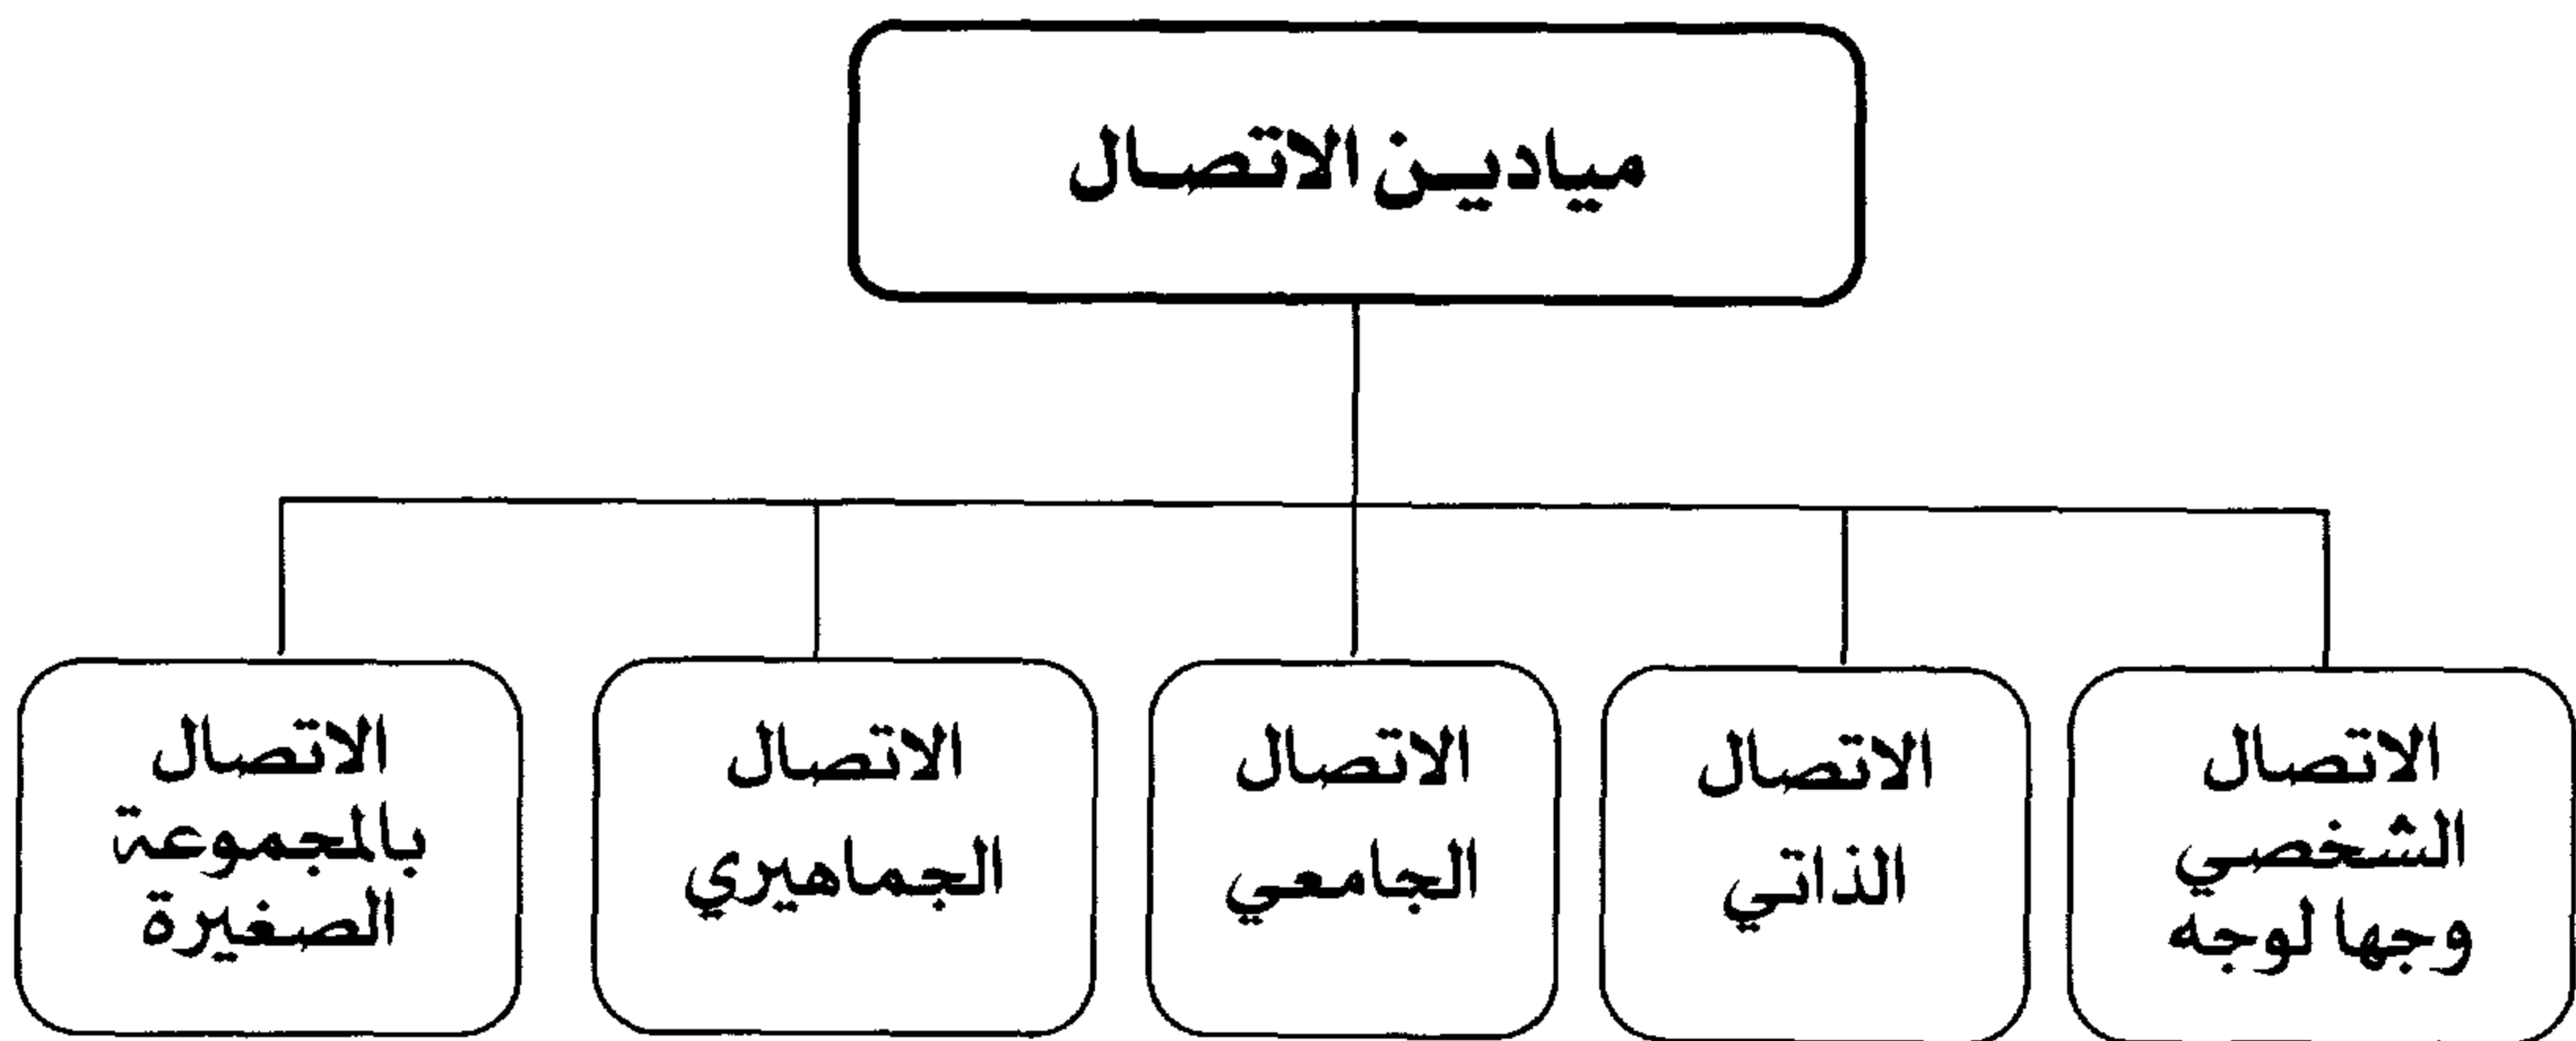 ميادين الاتصال
الاتصال
الشخصي
وجها لوجه
الاتصال
الذاتي
الاتصال
الجامعي
الاتصال
الجماهيري
الاتصال
بالمجموعة
الصغيرة